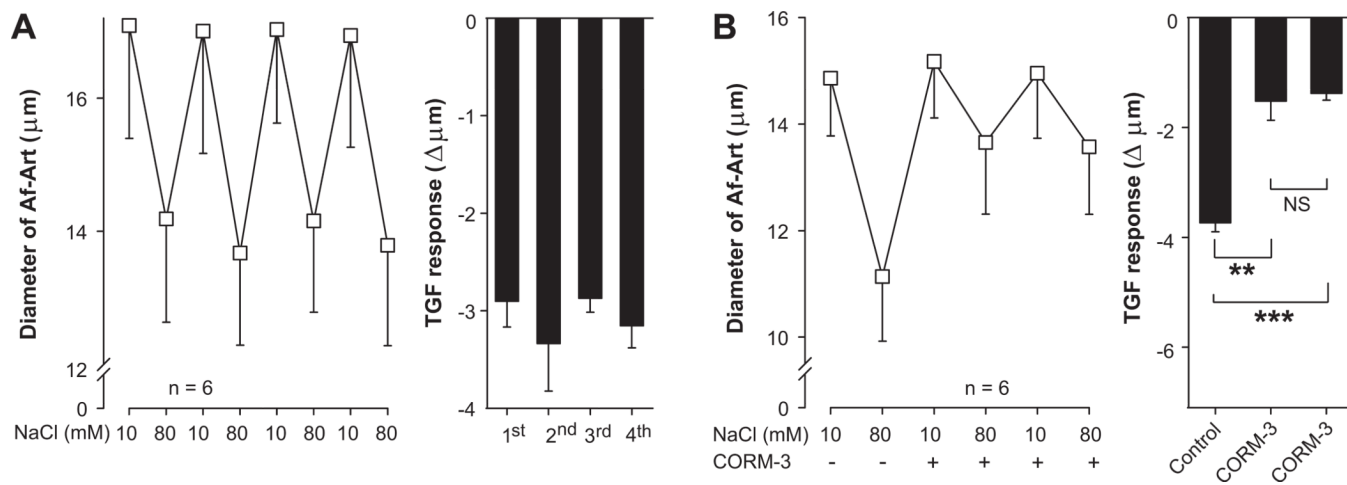 A
Diameter of Af-Art (μm)
16
14
12
0
n = 6
NaCl (mM) 10 80 10 80 10 80 10 80
TGF response (Δ μm)
0
-1
-2
-3
-4
1st 2nd 3rd 4th
B
Diameter of Af-Art (μm)
16
14
12
10
0
n = 6
NaCl (mM) 10 80 10 80 10 80
CORM-3 - - + + + +
TGF response (Δ μm)
0
-2
-4
-6
NS
**
***
Control CORM-3 CORM-3